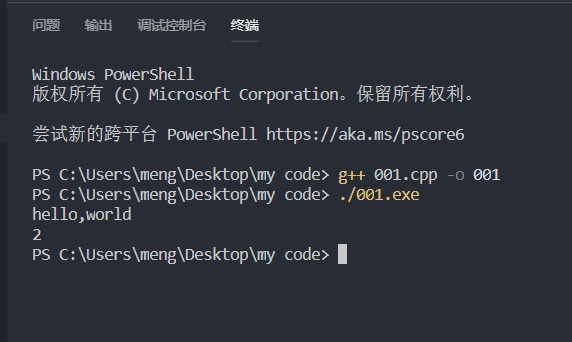 问题 输出 调试控制台 终端
Windows PowerShell
版权所有 (C) Microsoft Corporation。保留所有权利。
尝试新的跨平台 PowerShell https://aka.ms/pscore6
PS C:\Users\meng\Desktop\my code> g++ 001.cpp -o 001
PS C:\Users\meng\Desktop\my code> ./001.exe
hello,world
2
PS C:\Users\meng\Desktop\my code>